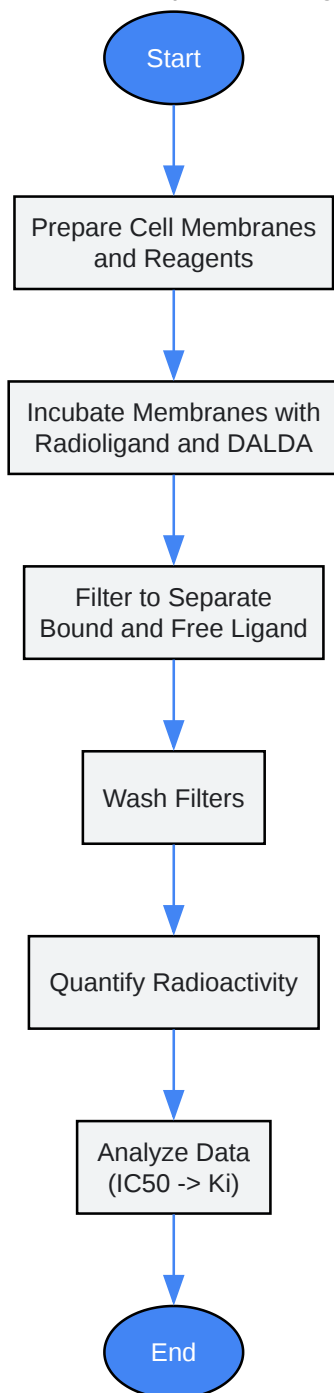 Start
Prepare Cell Membranes
and Reagents
Incubate Membranes with
Radioligand and DALDA
Filter to Separate
Bound and Free Ligand
Wash Filters
Quantify Radioactivity
Analyze Data
(IC50 -> Ki)
End